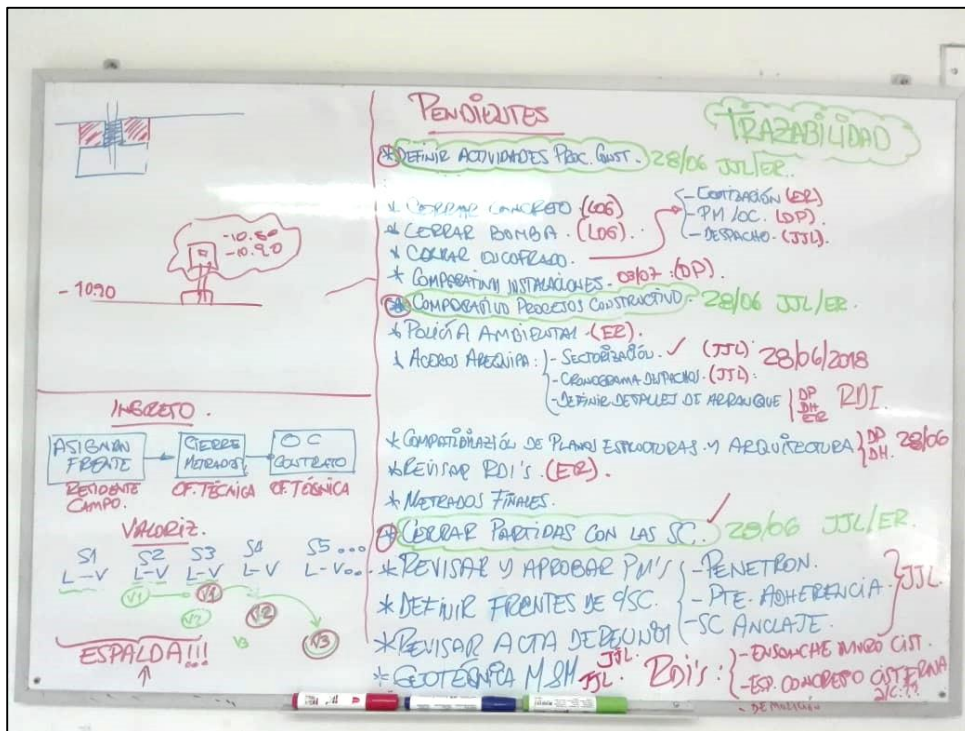 -10.90
-10.90
INGRESO.
ASIGNAN FRENTE
CIERRE METRADOS
OC CONTRATO
RESIDENTE CAMPO.
OF. TÉCNICA
OF. TÉCNICA
VALORIZ.
S1 S2 S3 S4 S5 ...
L-V L-V L-V L-V L-V...
V1 V1
V2 V2
V3 V3
ESPALDA!!!
PENDIENTES
TRAZABILIDAD
* DEFINIR ACTIVIDADES PROC. CONST. 28/06 JJL/ER.
* CERRAR CONCRETO (LOG)
* CERRAR BOMBA. (LOG).
* CERRAR ENCOFRADO.
- COTIZACIÓN (ER)
- PM/OC. (DP)
- DESPACHO. (JJL).
* COMPARATIVO INSTALACIONES. 03/07: (DP).
* COMPARATIVO PROCESOS CONSTRUCTIVO - 28/06 JJL/ER
* POLICÍA AMBIENTAL (ER).
* ACEROS AREQUIPA: - SECTORIZACIÓN. ✓ (JJL) 28/06/2018
- CRONOGRAMA DESPACHOS. (JJL).
- DEFINIR DETALLES DE ARRANQUE DP DH ER RDI.
* COMPATIBILIZACIÓN DE PLANOS ESTRUCTURAS Y ARQUITECTURA DP DH. 28/06
* REVISAR RDI'S. (ER).
* METRADOS FINALES.
* CERRAR PARTIDAS CON LAS SC. ✓ 28/06 JJL/ER.
* REVISAR Y APROBAR PM'S - PENETRON.
- PTE. ADHERENCIA.
- SC ANCLAJE.
JJL
* DEFINIR FRENTES DE C/SC.
* REVISAR ACTA DE REUNIÓN JJL.
* GEOTÉCNICA M SM JJL.
RDI's: - ENSANCHE MURO CIST.
- ESP. CONCRETO CISTERNA
- DEMOLICIÓN